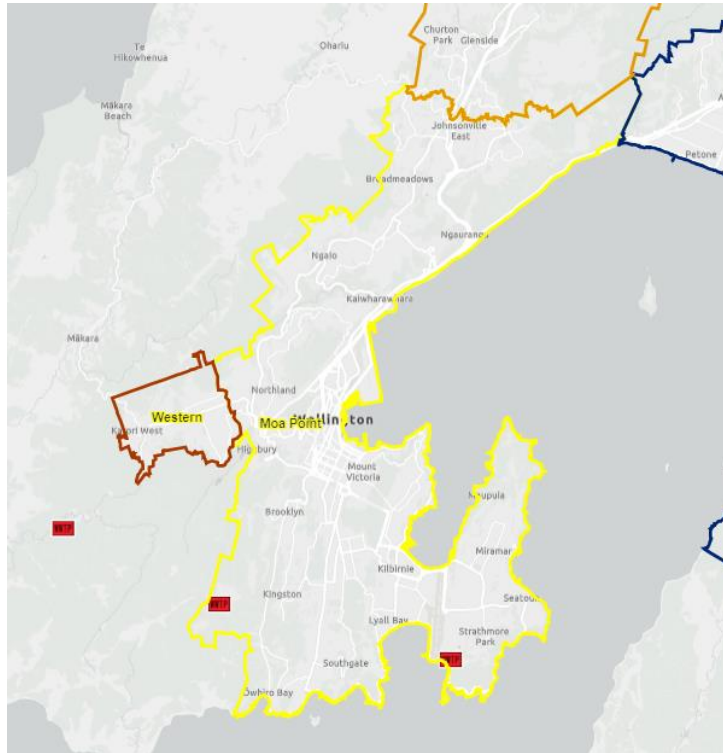 Churton
Park
Glenside
Te
Hikowhenua
Ohariu
Mākara
Beach
Johnsonville
East
Petone
Broadmeadows
Ngauranga
Ngaio
Kaiwharawhara
Mākara
Northland
Western
Moa Point
Wellington
Karori West
Highbury
Mount
Victoria
Maupuia
Brooklyn
Miramar
Kilbirnie
Kingston
Seatoun
Lyall Bay
Strathmore
Park
Southgate
Owhiro Bay